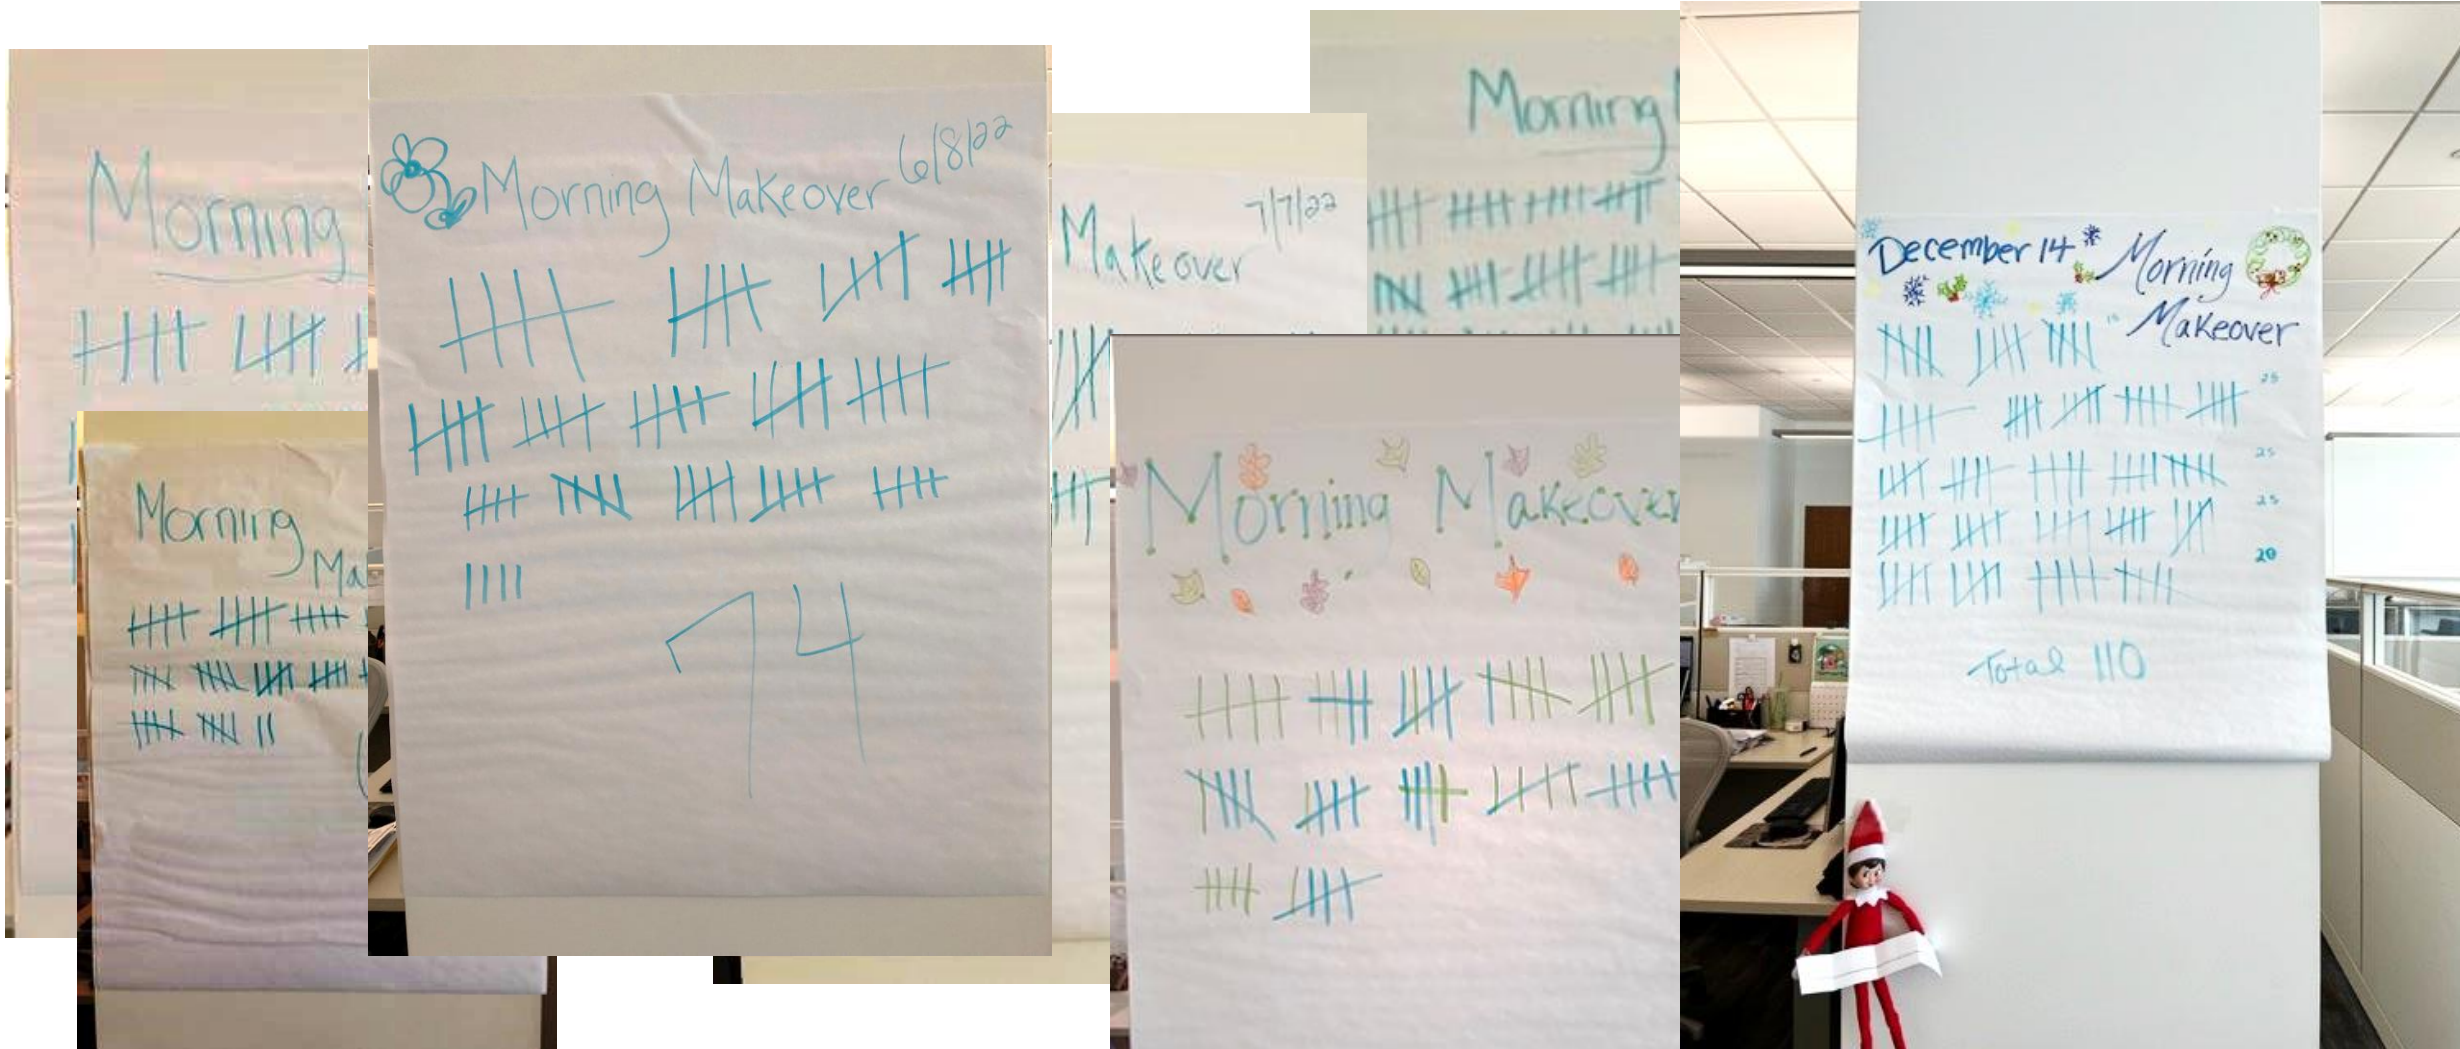 Morning
Morning
Ma
Morning Makeover 6/8/22
74
Makeover 7/7/22
Morning
Morning Makeover
December 14 Morning
Makeover
25
25
25
20
Total 110